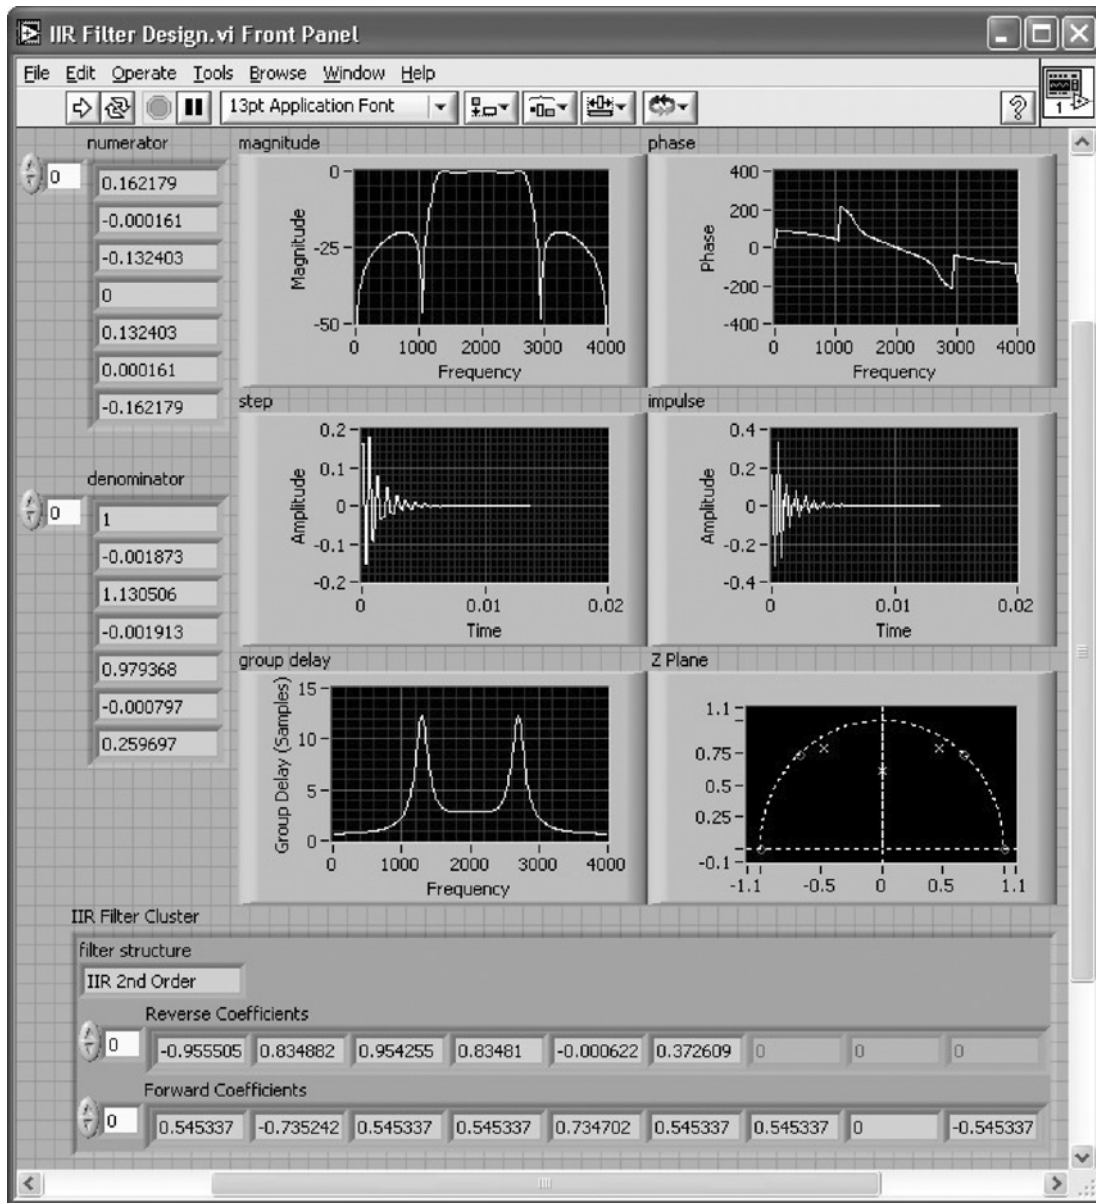 IIR Filter Design.vi Front Panel
File Edit Operate Tools Browse Window Help
13pt Application Font
?
1
numerator
0
0.162179
-0.000161
-0.132403
0
0.132403
0.000161
-0.162179
magnitude
Magnitude
0
-25
-50
0 1000 2000 3000 4000
Frequency
phase
Phase
400
200
0
-200
-400
0 1000 2000 3000 4000
Frequency
denominator
0
1
-0.001873
1.130506
-0.001913
0.979368
-0.000797
0.259697
step
Amplitude
0.2
0.1
0
-0.1
-0.2
0 0.01 0.02
Time
impulse
Amplitude
0.4
0.2
0
-0.2
-0.4
0 0.01 0.02
Time
group delay
Group Delay (Samples)
15
10
5
0
0 1000 2000 3000 4000
Frequency
Z Plane
1.1
0.75
0.5
0.25
-0.1
-1.1 -0.5 0 0.5 1.1
IIR Filter Cluster
filter structure
IIR 2nd Order
Reverse Coefficients
0 -0.955505 0.834882 0.954255 0.83481 -0.000622 0.372609 0 0 0
Forward Coefficients
0 0.545337 -0.735242 0.545337 0.545337 0.734702 0.545337 0.545337 0 -0.545337